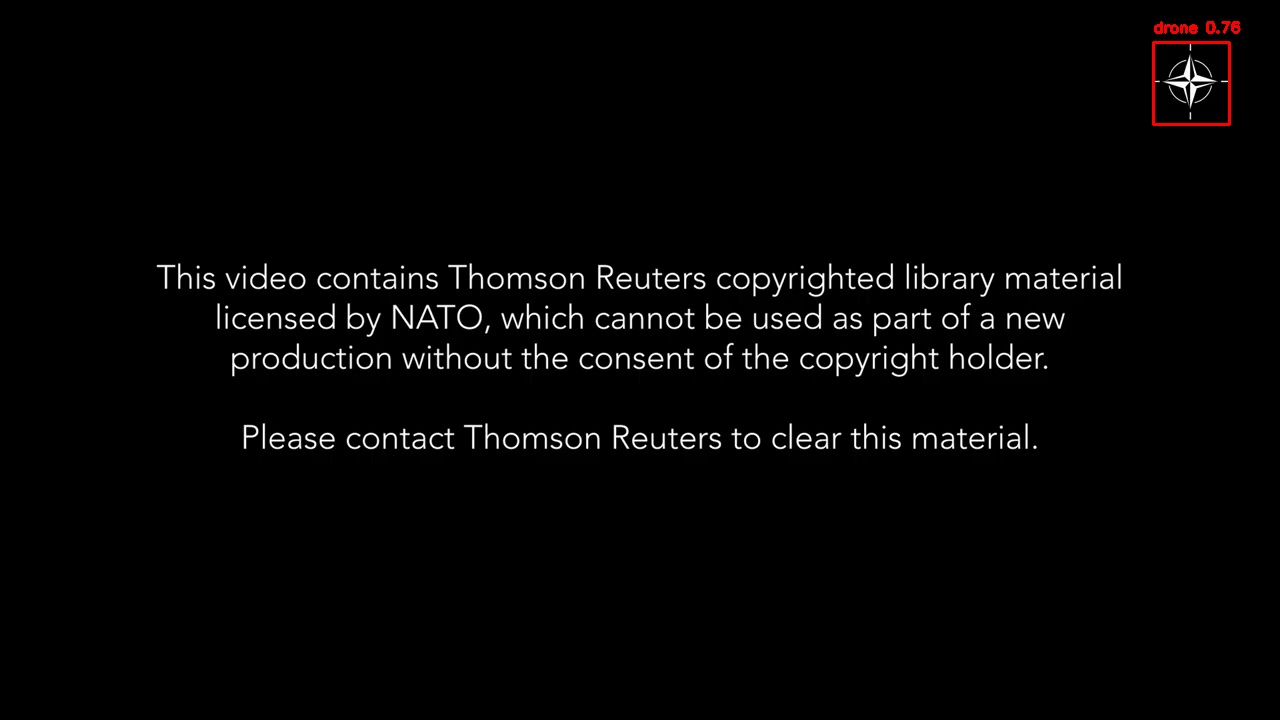 drone 0.76
This video contains Thomson Reuters copyrighted library material
licensed by NATO, which cannot be used as part of a new
production without the consent of the copyright holder.
Please contact Thomson Reuters to clear this material.